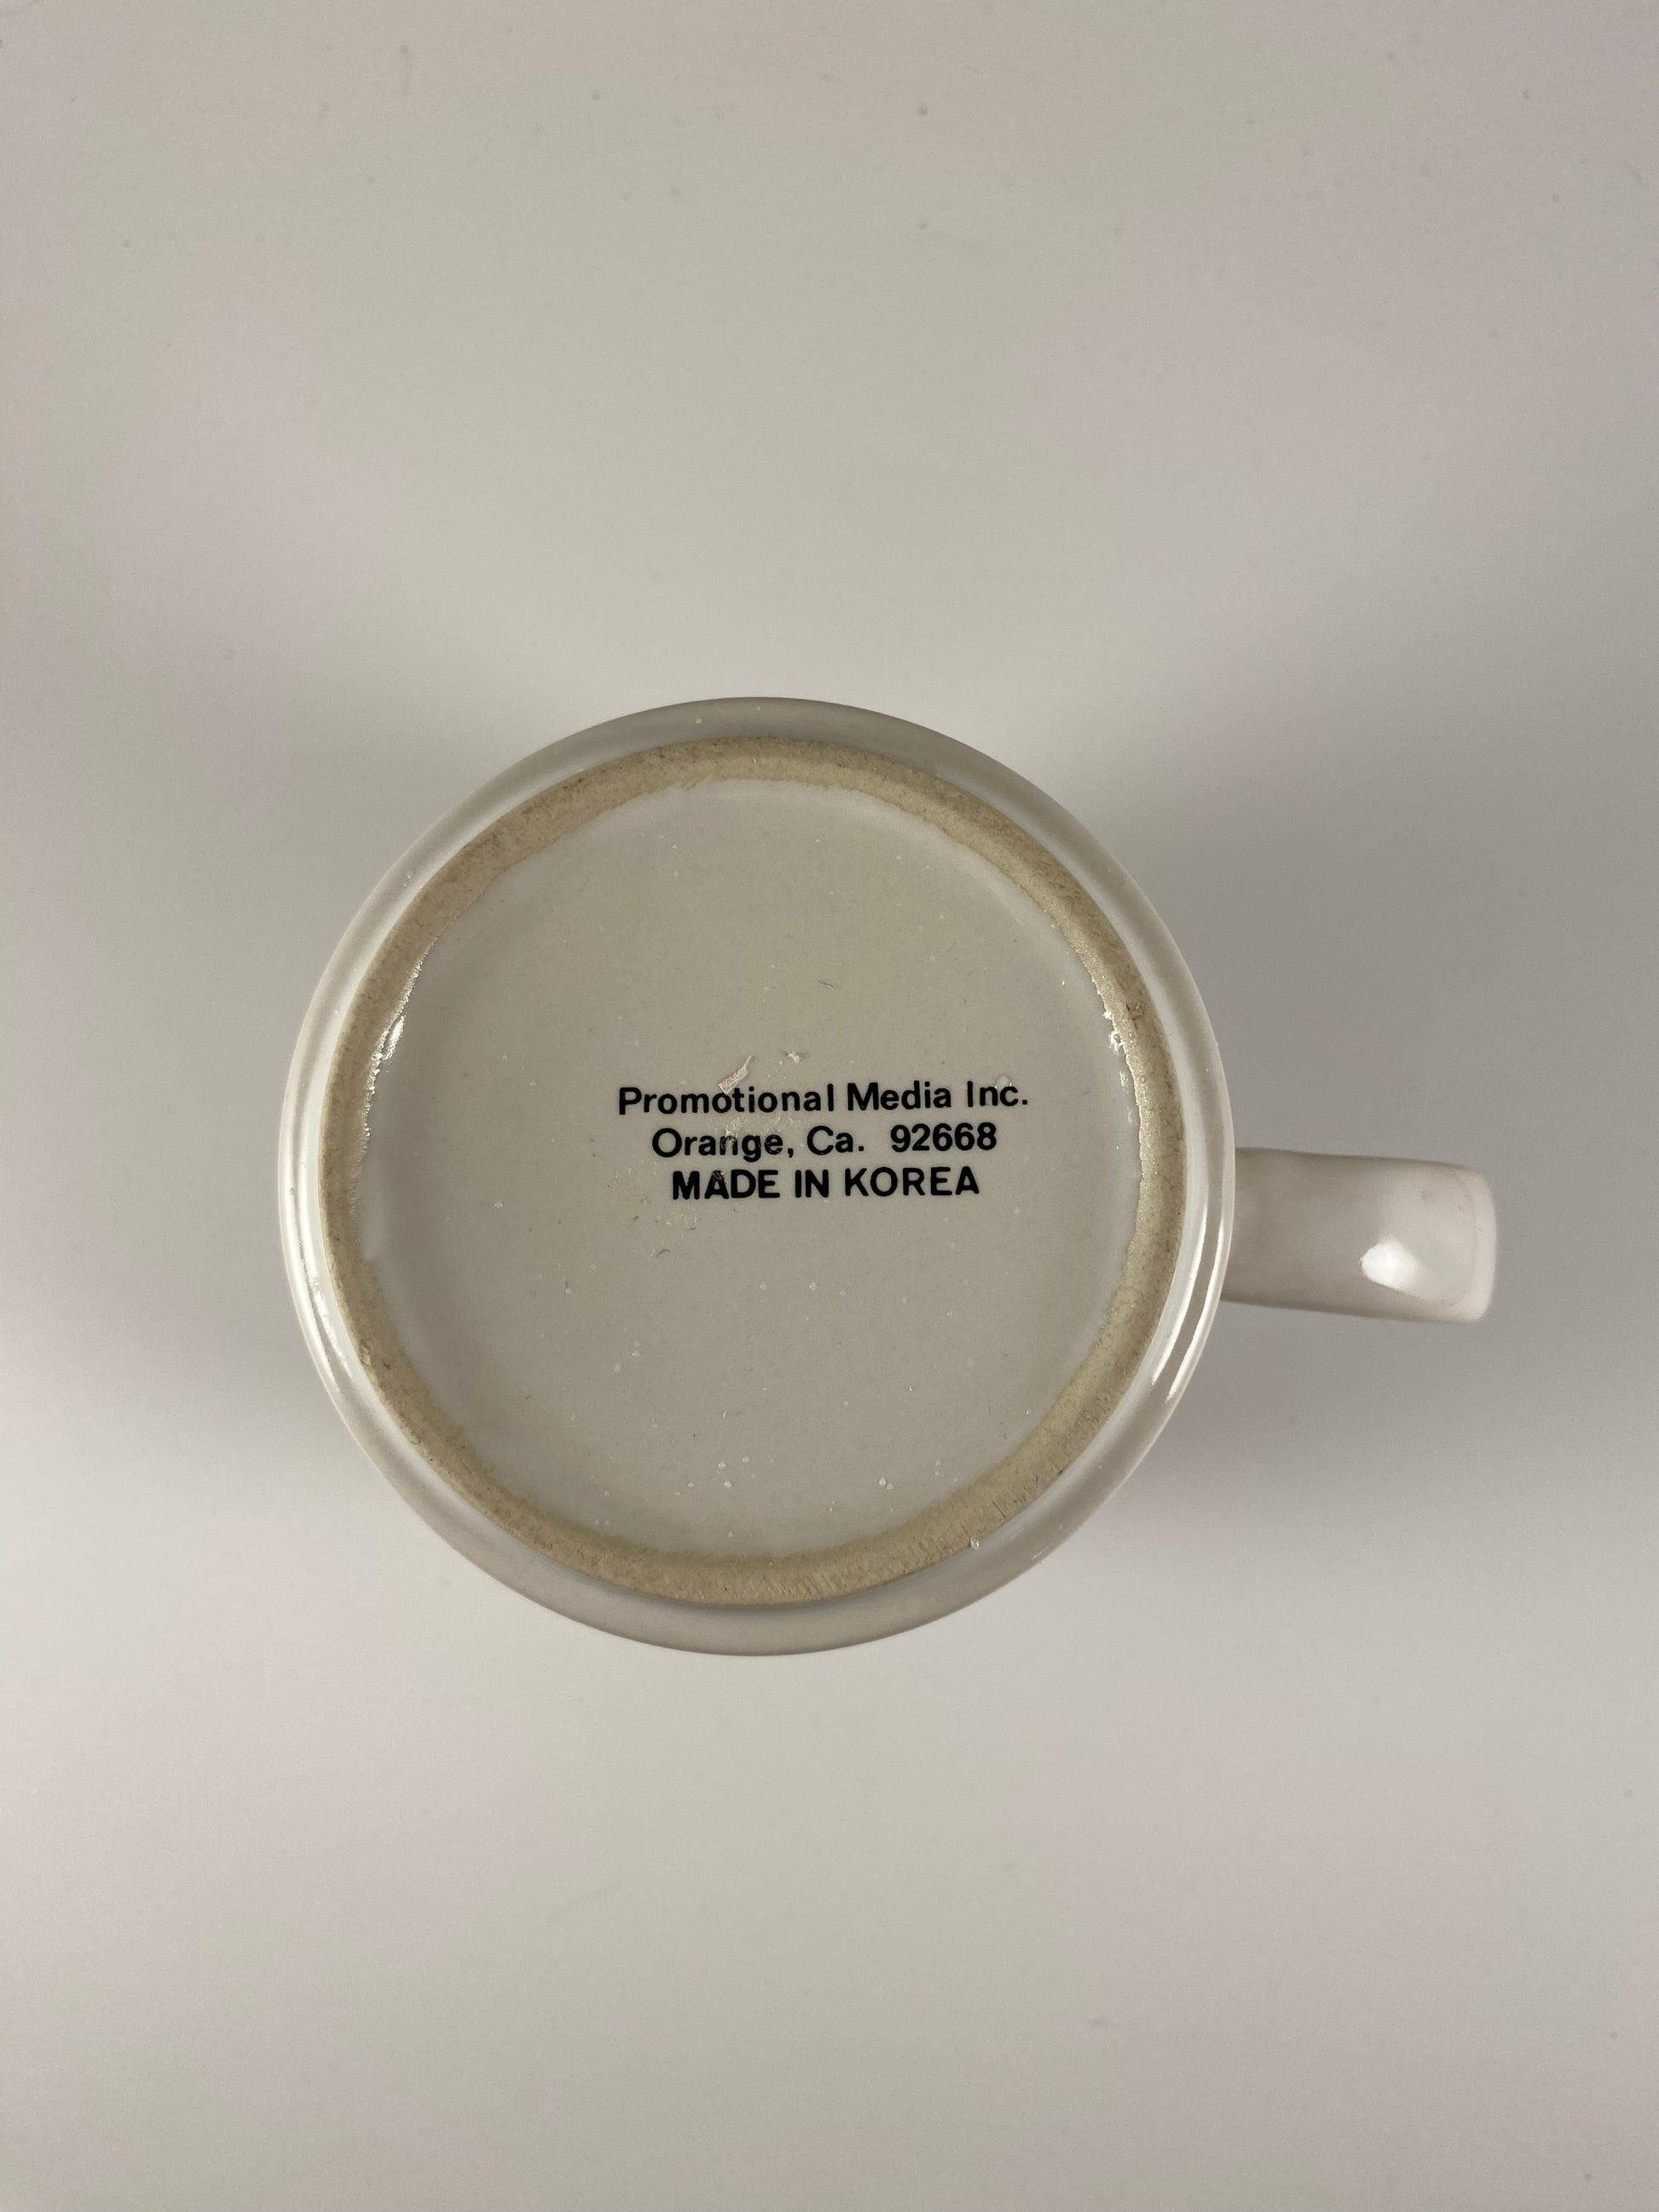 Promotional Media Inc.
Orange, Ca. 92668
MADE IN KOREA